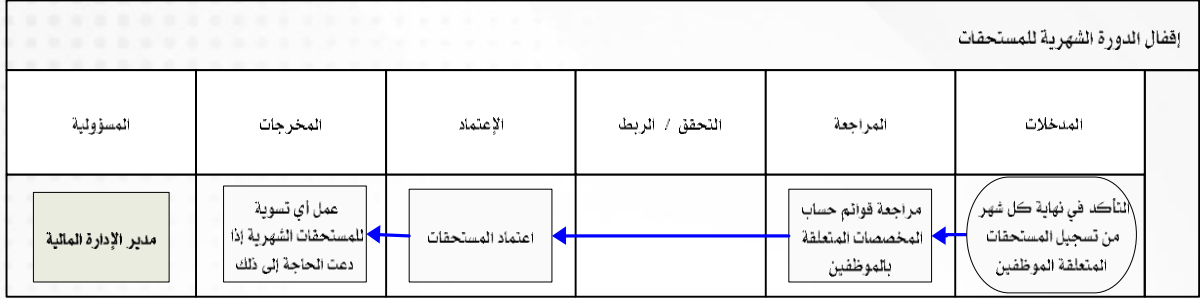 إقفال الدورة الشهرية للمستحقات
المدخلات
المراجعة
التحقق / الربط
الإعتماد
المخرجات
المسؤولية
التأكد في نهاية كل شهر
من تسجيل المستحقات
المتعلقة الموظفين
مراجعة قوائم حساب
المخصصات المتعلقة
بالموظفين
اعتماد المستحقات
عمل أي تسوية
للمستحقات الشهرية إذا
دعت الحاجة إلى ذلك
مدير الإدارة المالية